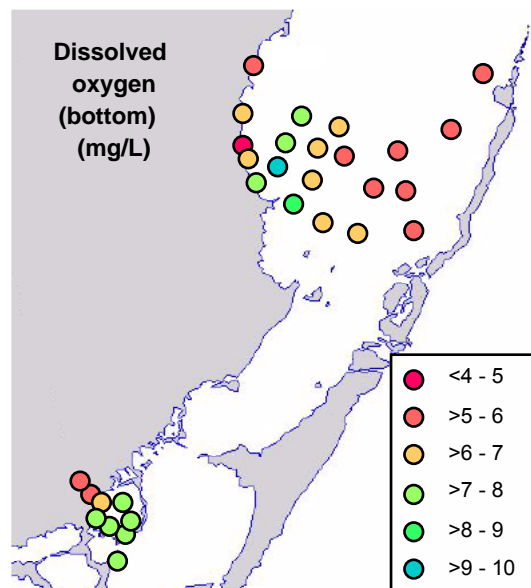 Dissolved
oxygen
(bottom)
(mg/L)
<4 - 5
>5 - 6
>6 - 7
>7 - 8
>8 - 9
>9 - 10